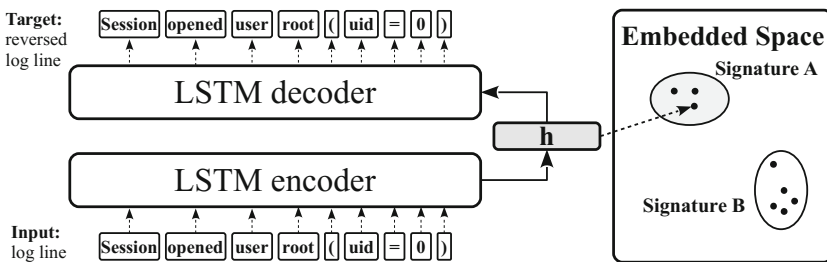 Target:
reversed
log line
Session opened user root ( uid = 0 )
LSTM decoder
h
LSTM encoder
Input:
log line
Session opened user root ( uid = 0 )
Embedded Space
Signature A
Signature B